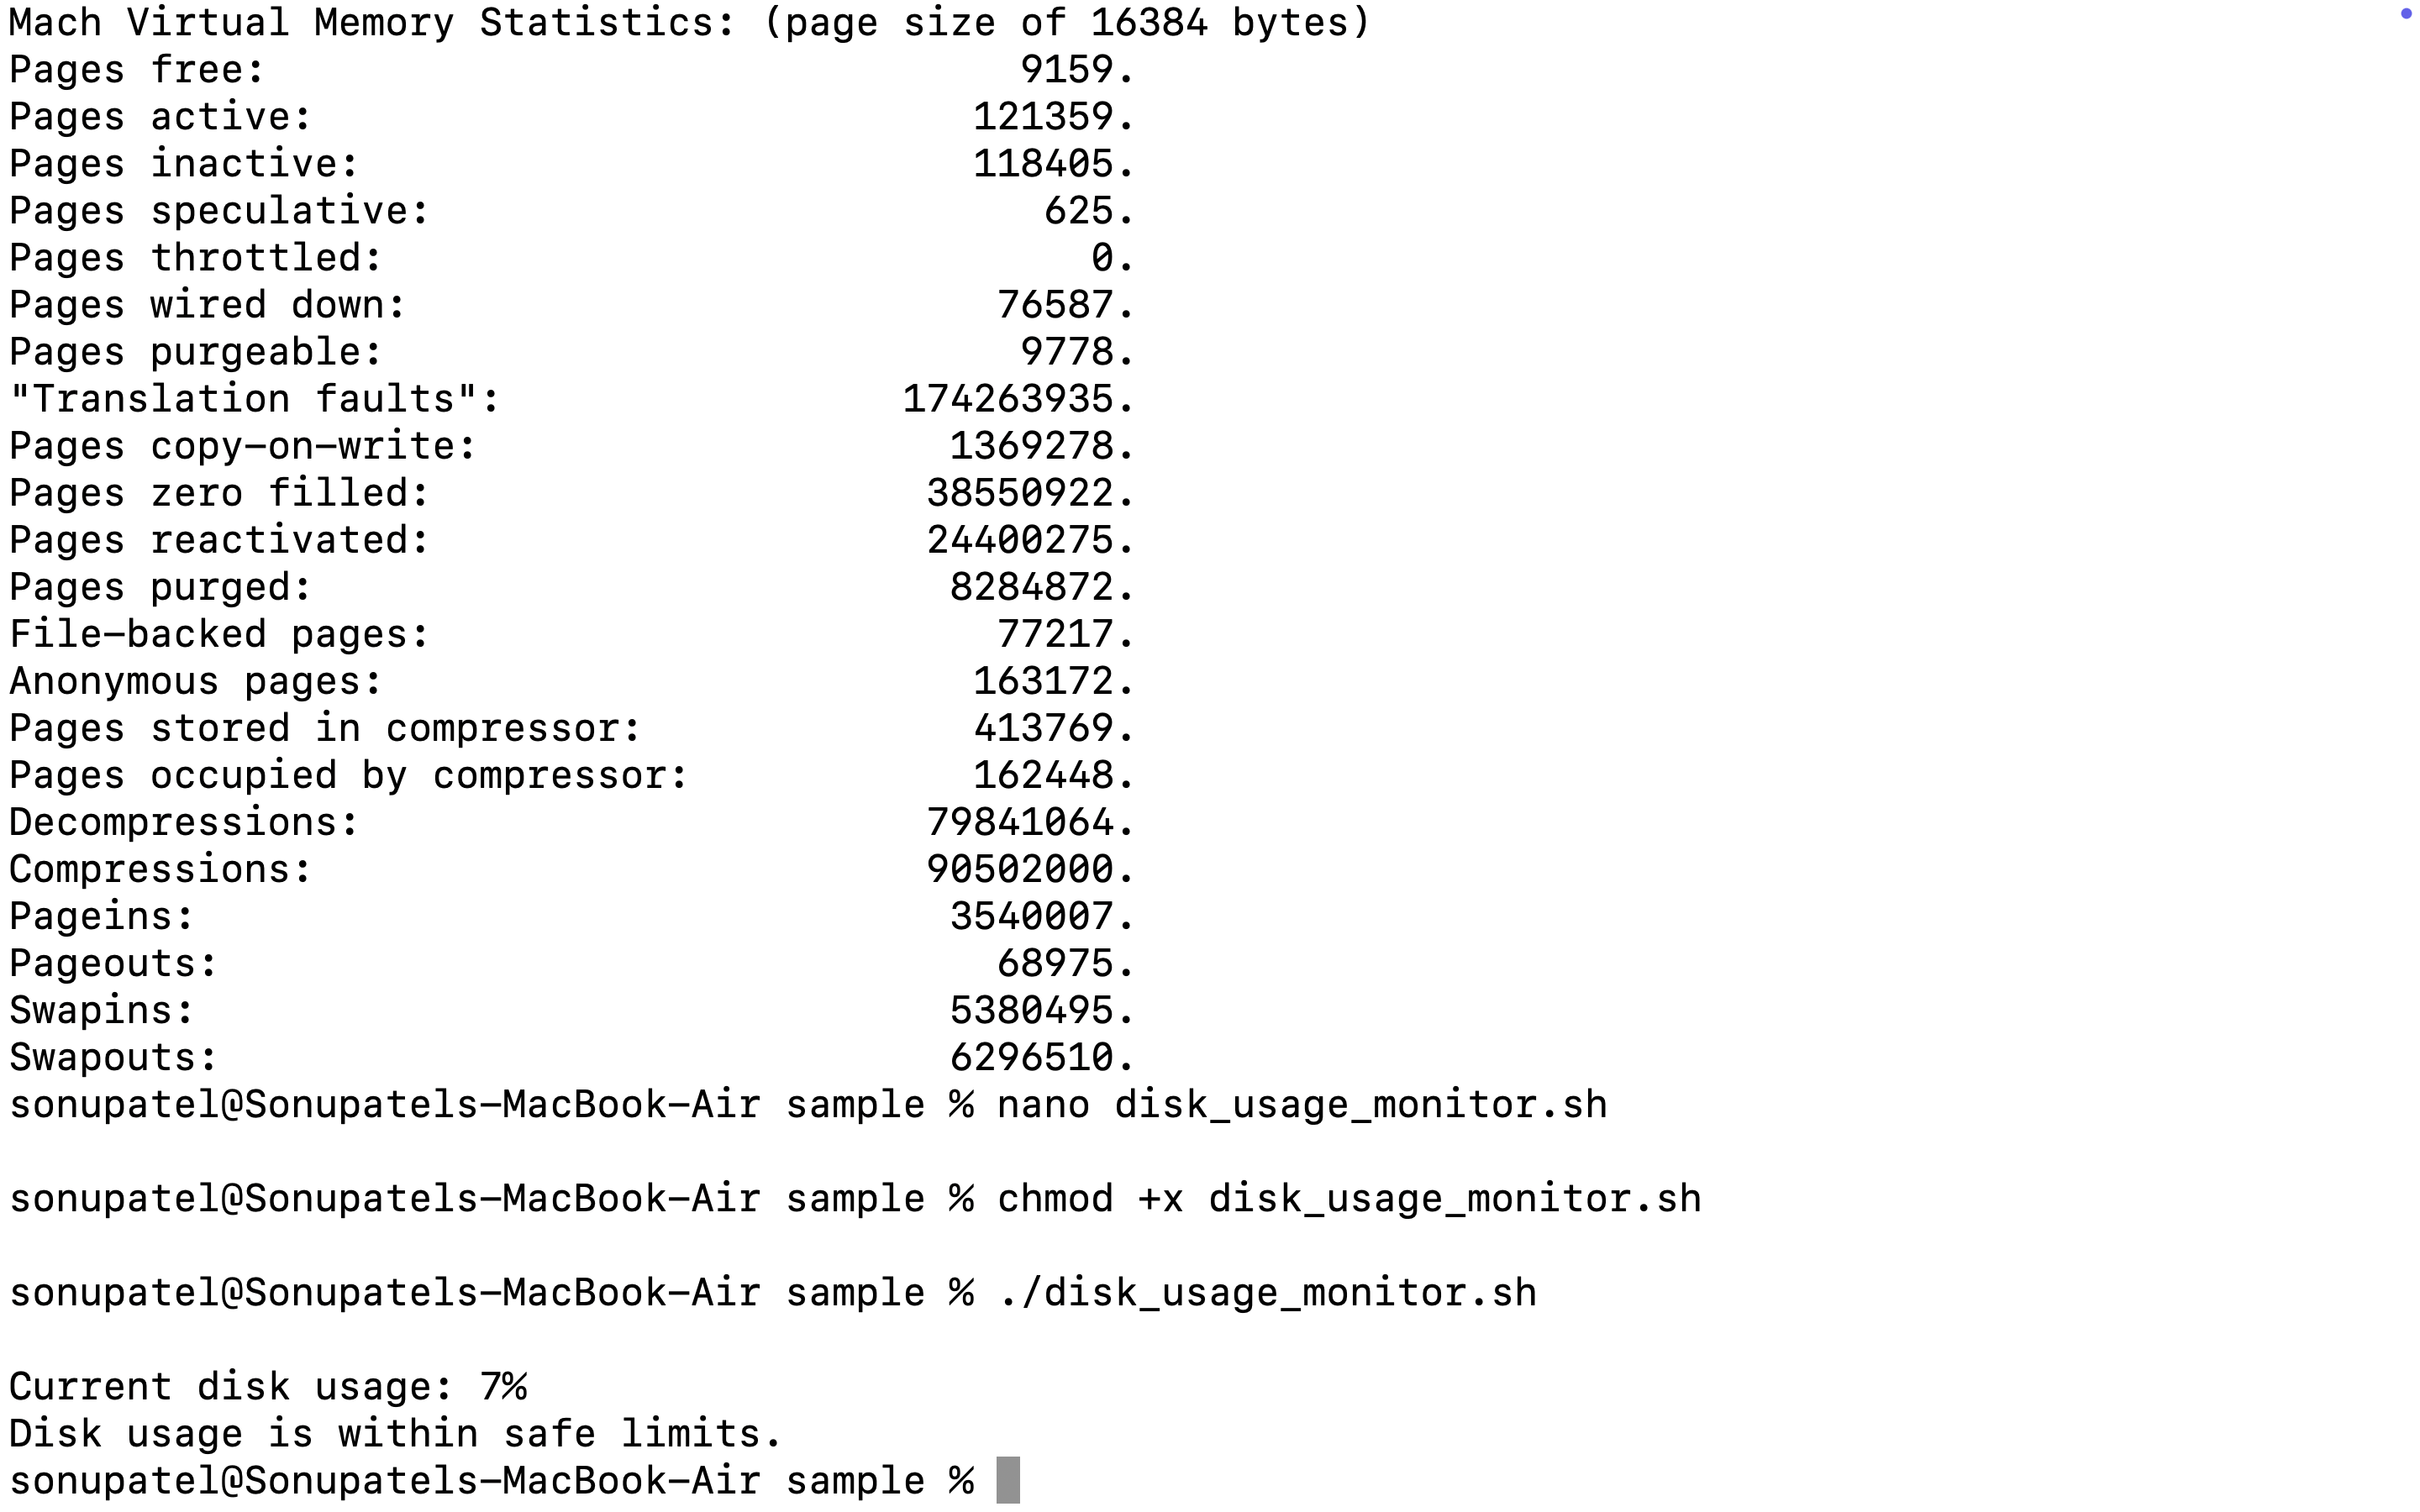 Mach Virtual Memory Statistics: (page size of 16384 bytes)
Pages free: 9159.
Pages active: 121359.
Pages inactive: 118405.
Pages speculative: 625.
Pages throttled: 0.
Pages wired down: 76587.
Pages purgeable: 9778.
"Translation faults": 174263935.
Pages copy-on-write: 1369278.
Pages zero filled: 38550922.
Pages reactivated: 24400275.
Pages purged: 8284872.
File-backed pages: 77217.
Anonymous pages: 163172.
Pages stored in compressor: 413769.
Pages occupied by compressor: 162448.
Decompressions: 79841064.
Compressions: 90502000.
Pageins: 3540007.
Pageouts: 68975.
Swapins: 5380495.
Swapouts: 6296510.
sonupatel@Sonupatels-MacBook-Air sample % nano disk_usage_monitor.sh
sonupatel@Sonupatels-MacBook-Air sample % chmod +x disk_usage_monitor.sh
sonupatel@Sonupatels-MacBook-Air sample % ./disk_usage_monitor.sh
Current disk usage: 7%
Disk usage is within safe limits.
sonupatel@Sonupatels-MacBook-Air sample %